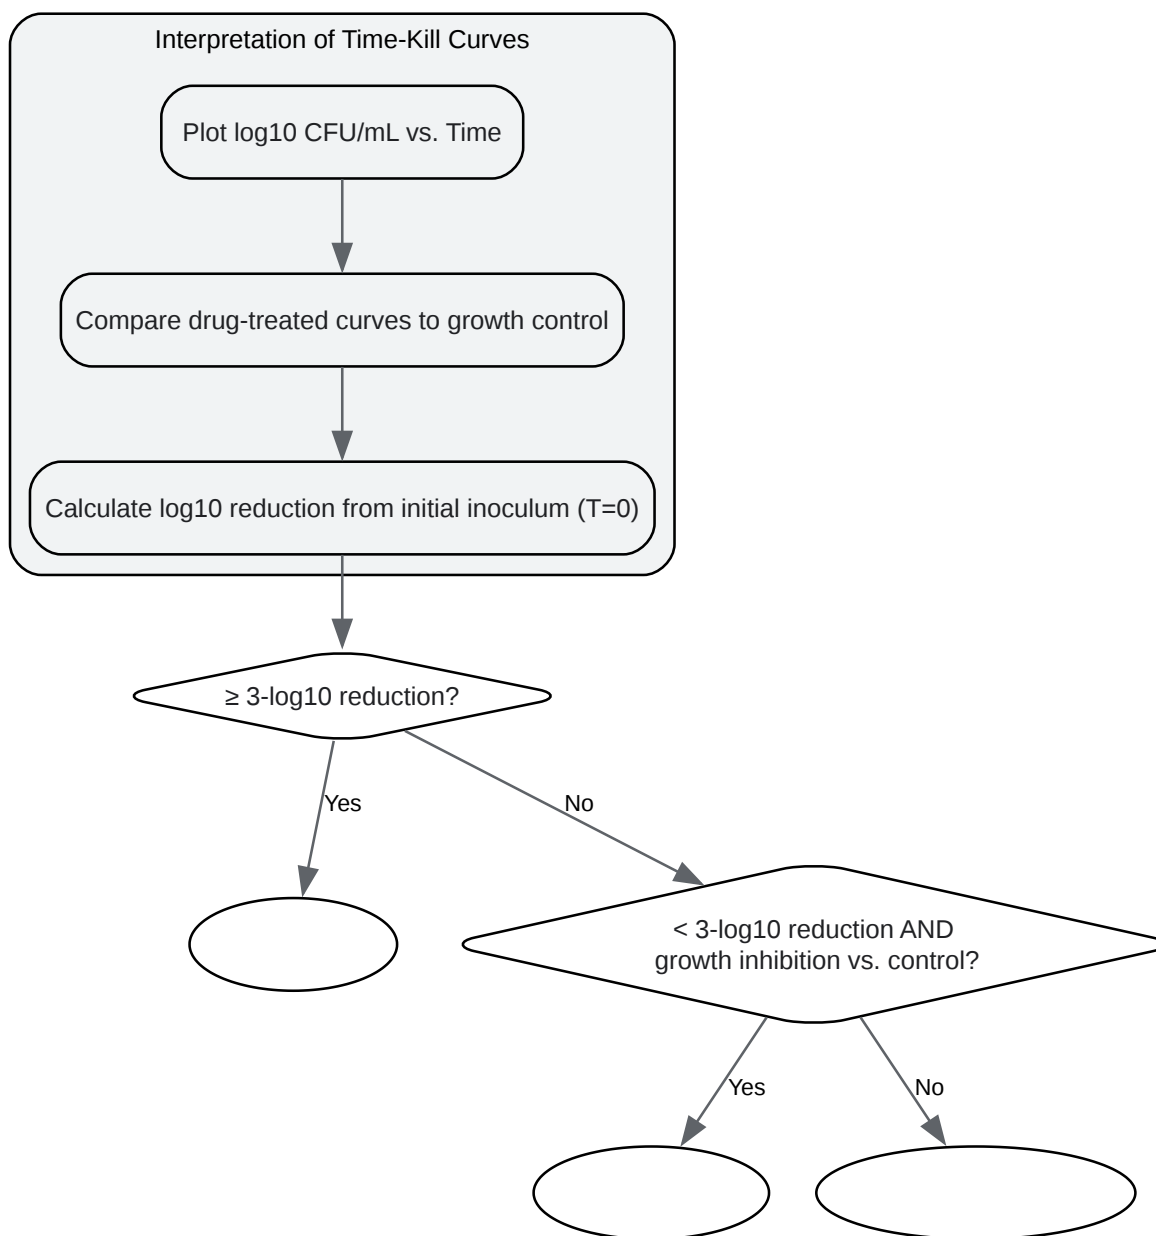 Interpretation of Time-Kill Curves
Plot log10 CFU/mL vs. Time
Compare drug-treated curves to growth control
Calculate log10 reduction from initial inoculum (T=0)
≥ 3-log10 reduction?
Yes
No
< 3-log10 reduction AND
growth inhibition vs. control?
Yes
No